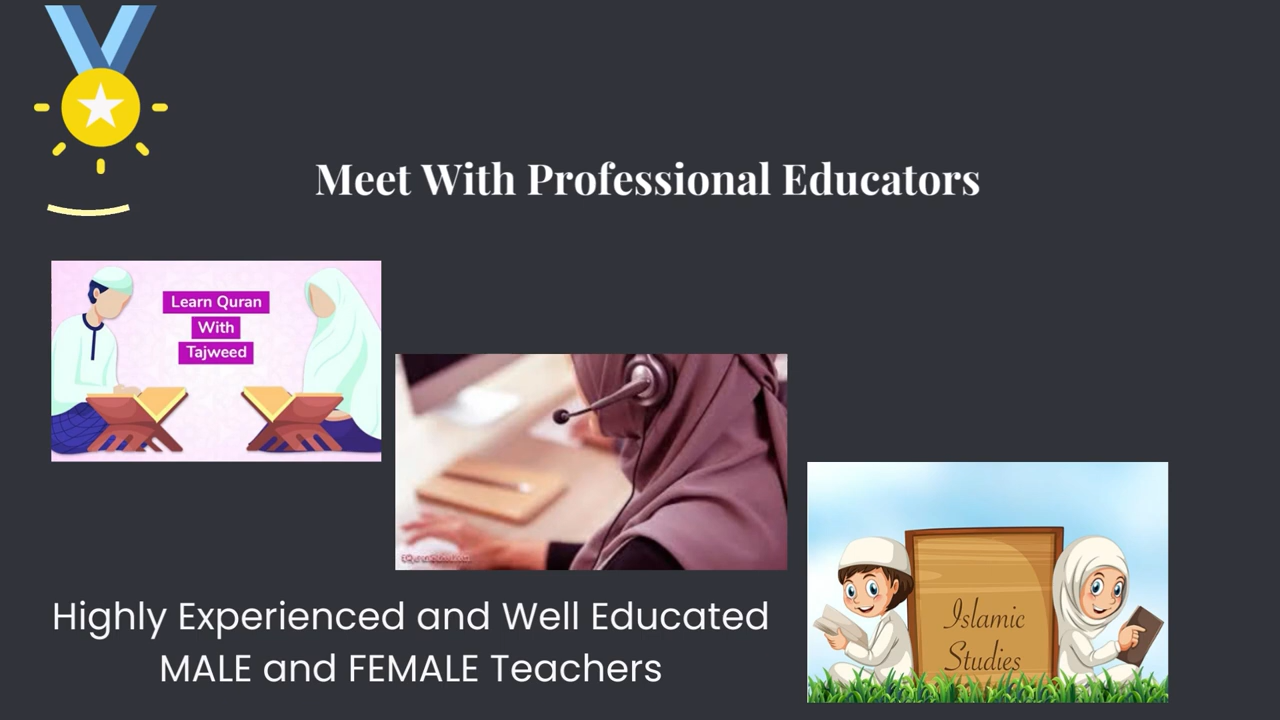 Meet With Professional Educators
Learn Quran
With
Tajweed
Islamic
Studies
Highly Experienced and Well Educated
MALE and FEMALE Teachers